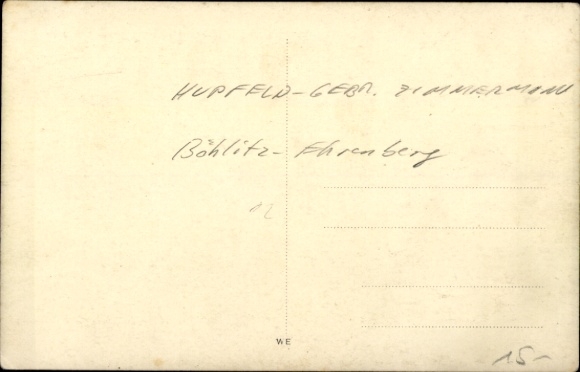 HUPFELD-GEBR. ZIMMERMANN
Böhlitz-Ehrenberg
12
WE
15-